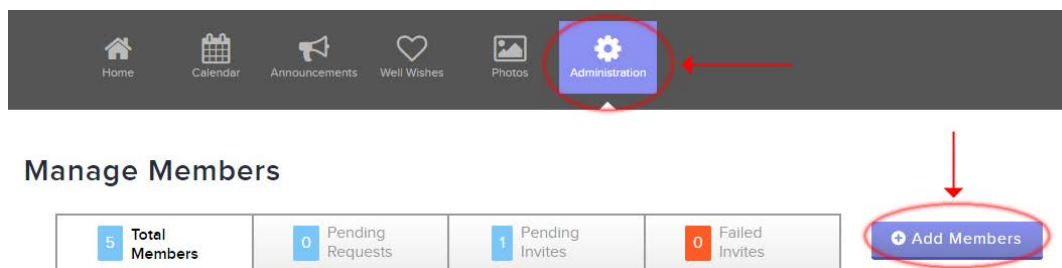 Home Calendar Announcements Well Wishes Photos Administration
Manage Members
5 Total Members
0 Pending Requests
1 Pending Invites
0 Failed Invites
Add Members